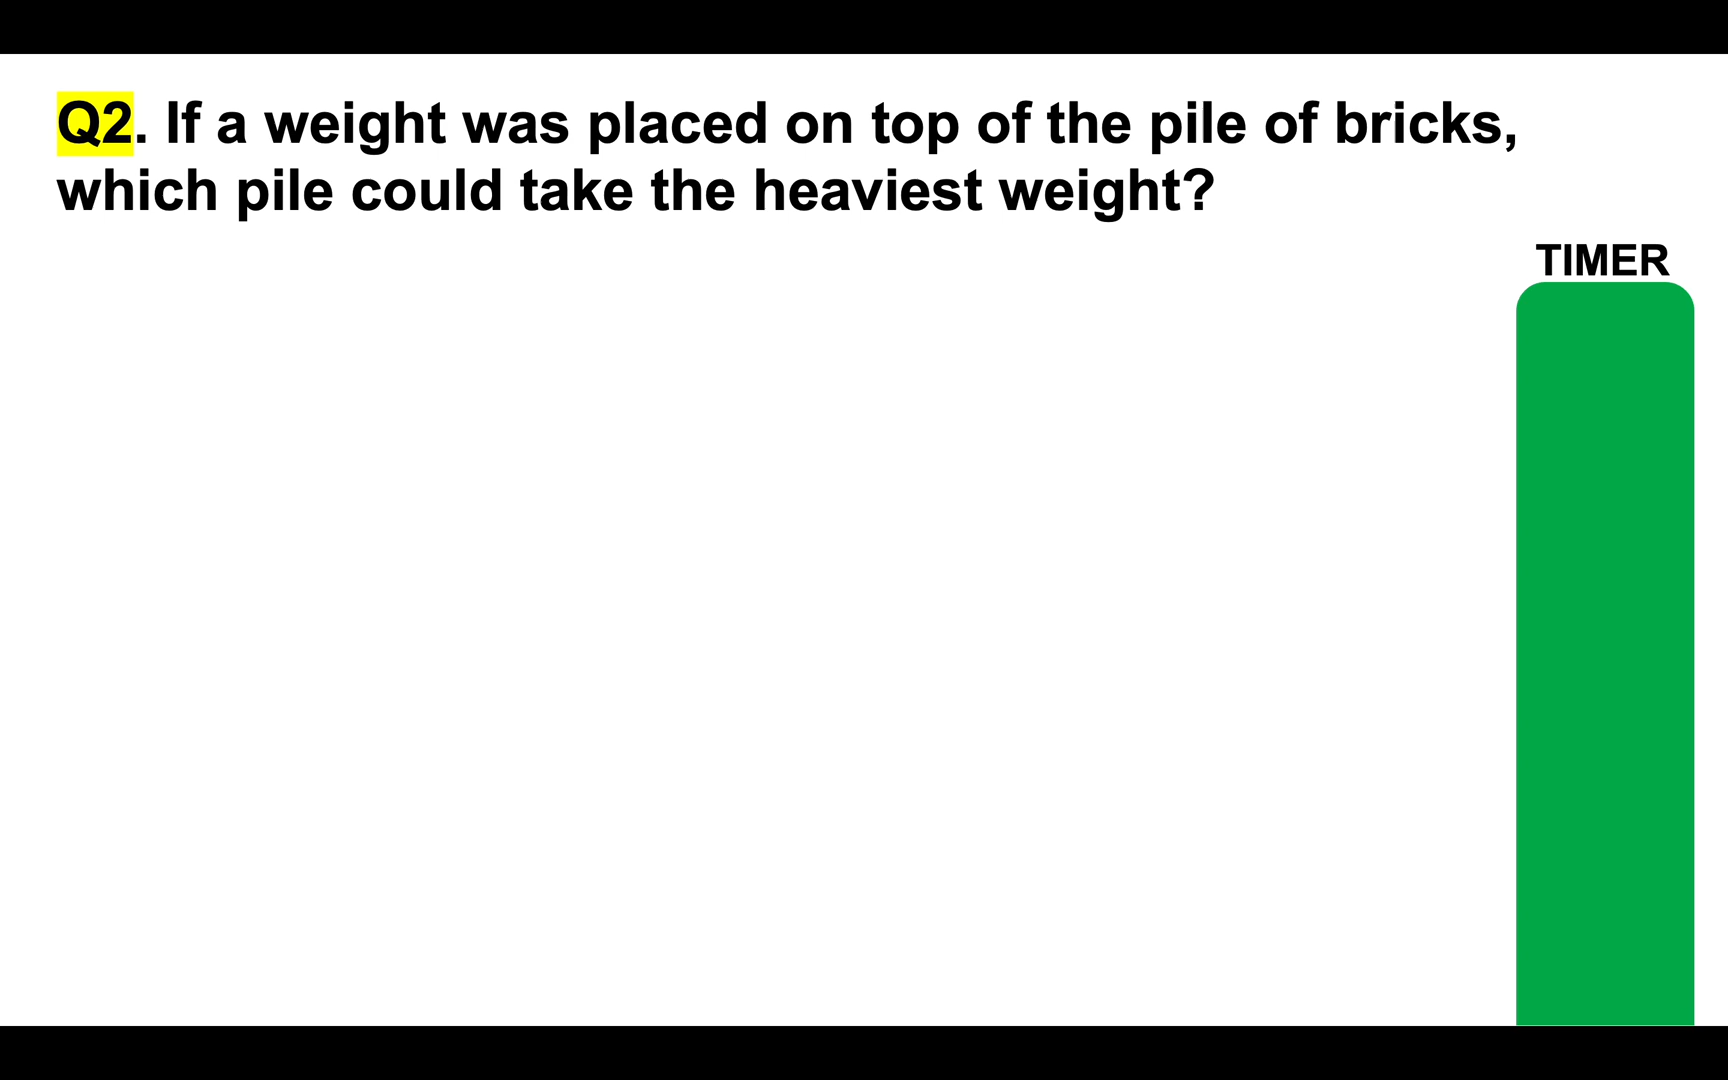 Q2. If a weight was placed on top of the pile of bricks,
which pile could take the heaviest weight?
TIMER